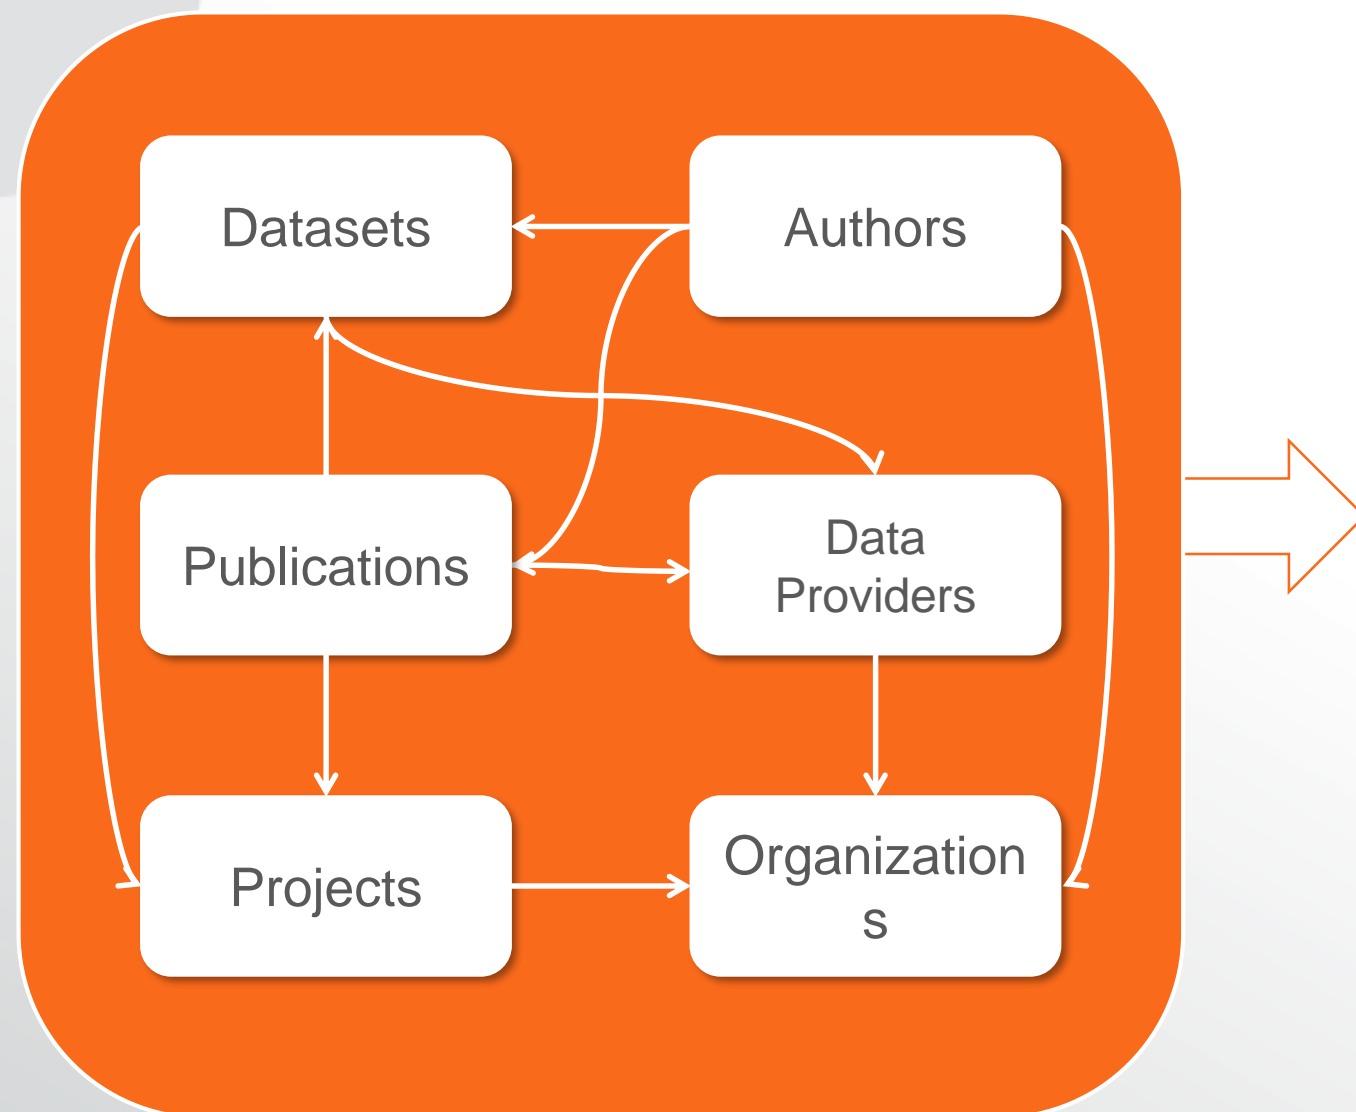 Datasets
Authors
Publications
Data
Providers
Projects
Organization
s